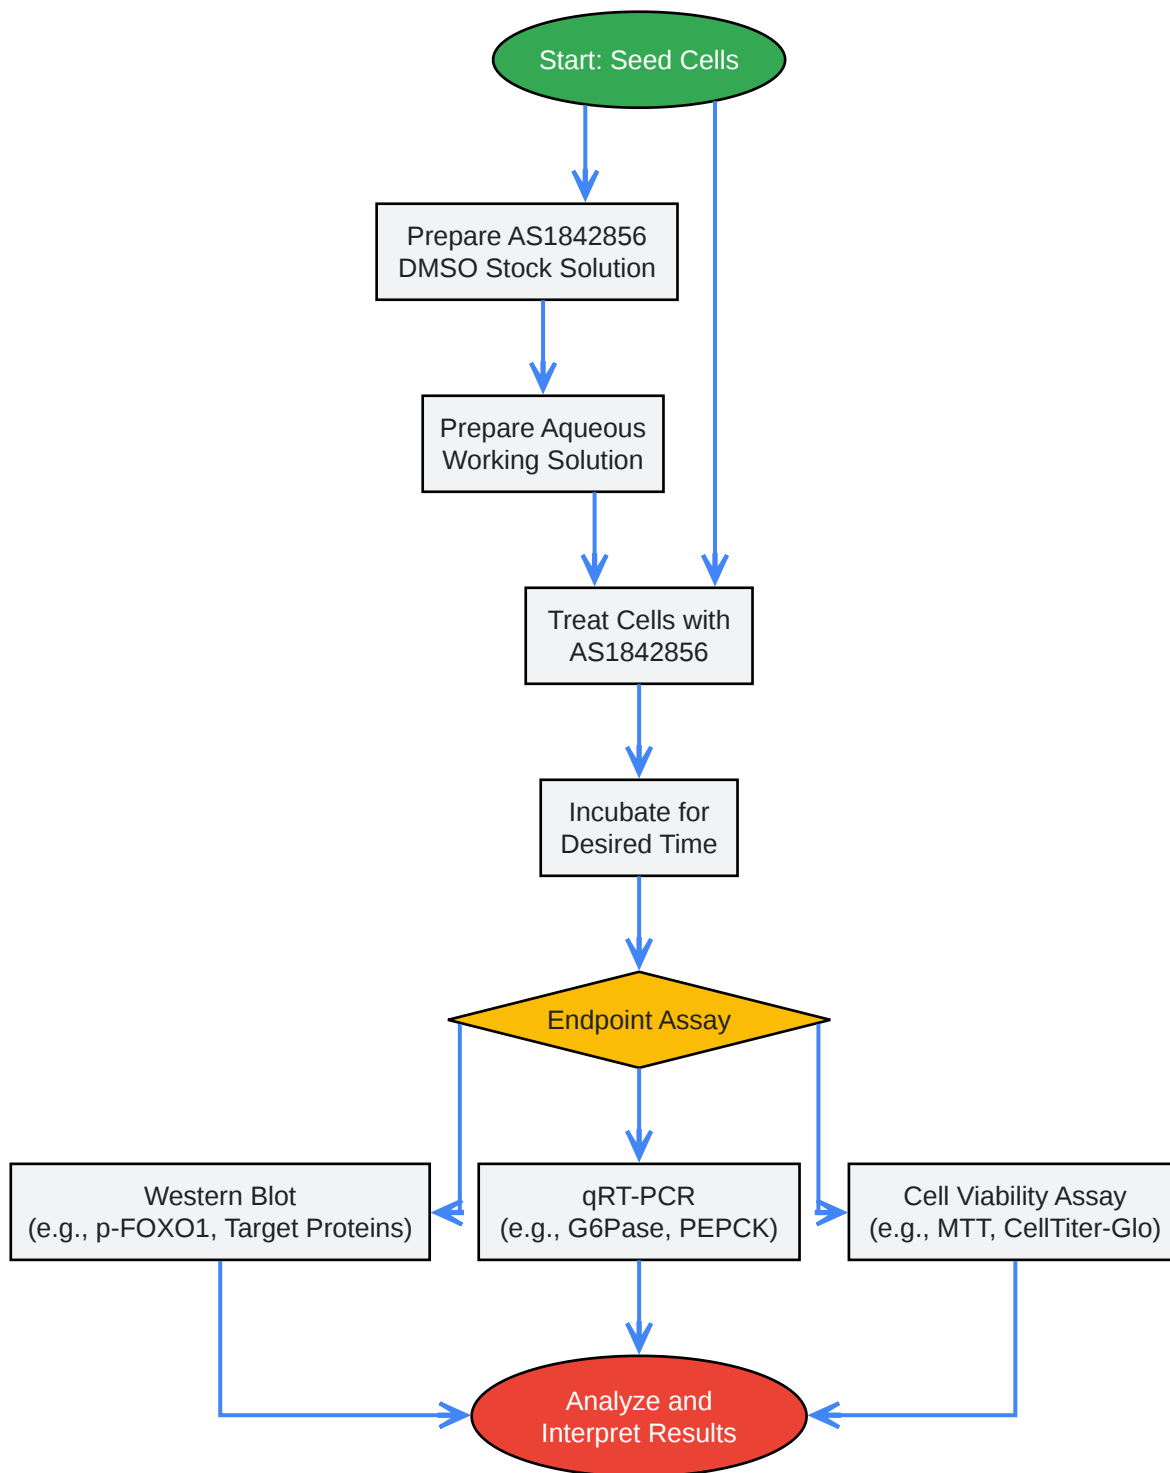 Start: Seed Cells
Prepare AS1842856
DMSO Stock Solution
Prepare Aqueous
Working Solution
Treat Cells with
AS1842856
Incubate for
Desired Time
Endpoint Assay
Western Blot
(e.g., p-FOXO1, Target Proteins)
qRT-PCR
(e.g., G6Pase, PEPCK)
Cell Viability Assay
(e.g., MTT, CellTiter-Glo)
Analyze and
Interpret Results